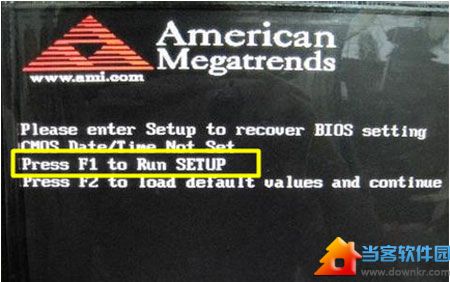 American
Megatrends
www.ami.com
Please enter Setup to recover BIOS setting
CMOS Date/Time Not Set
Press F1 to Run SETUP
Press F2 to load default values and continue
当客软件园
www.downkr.com